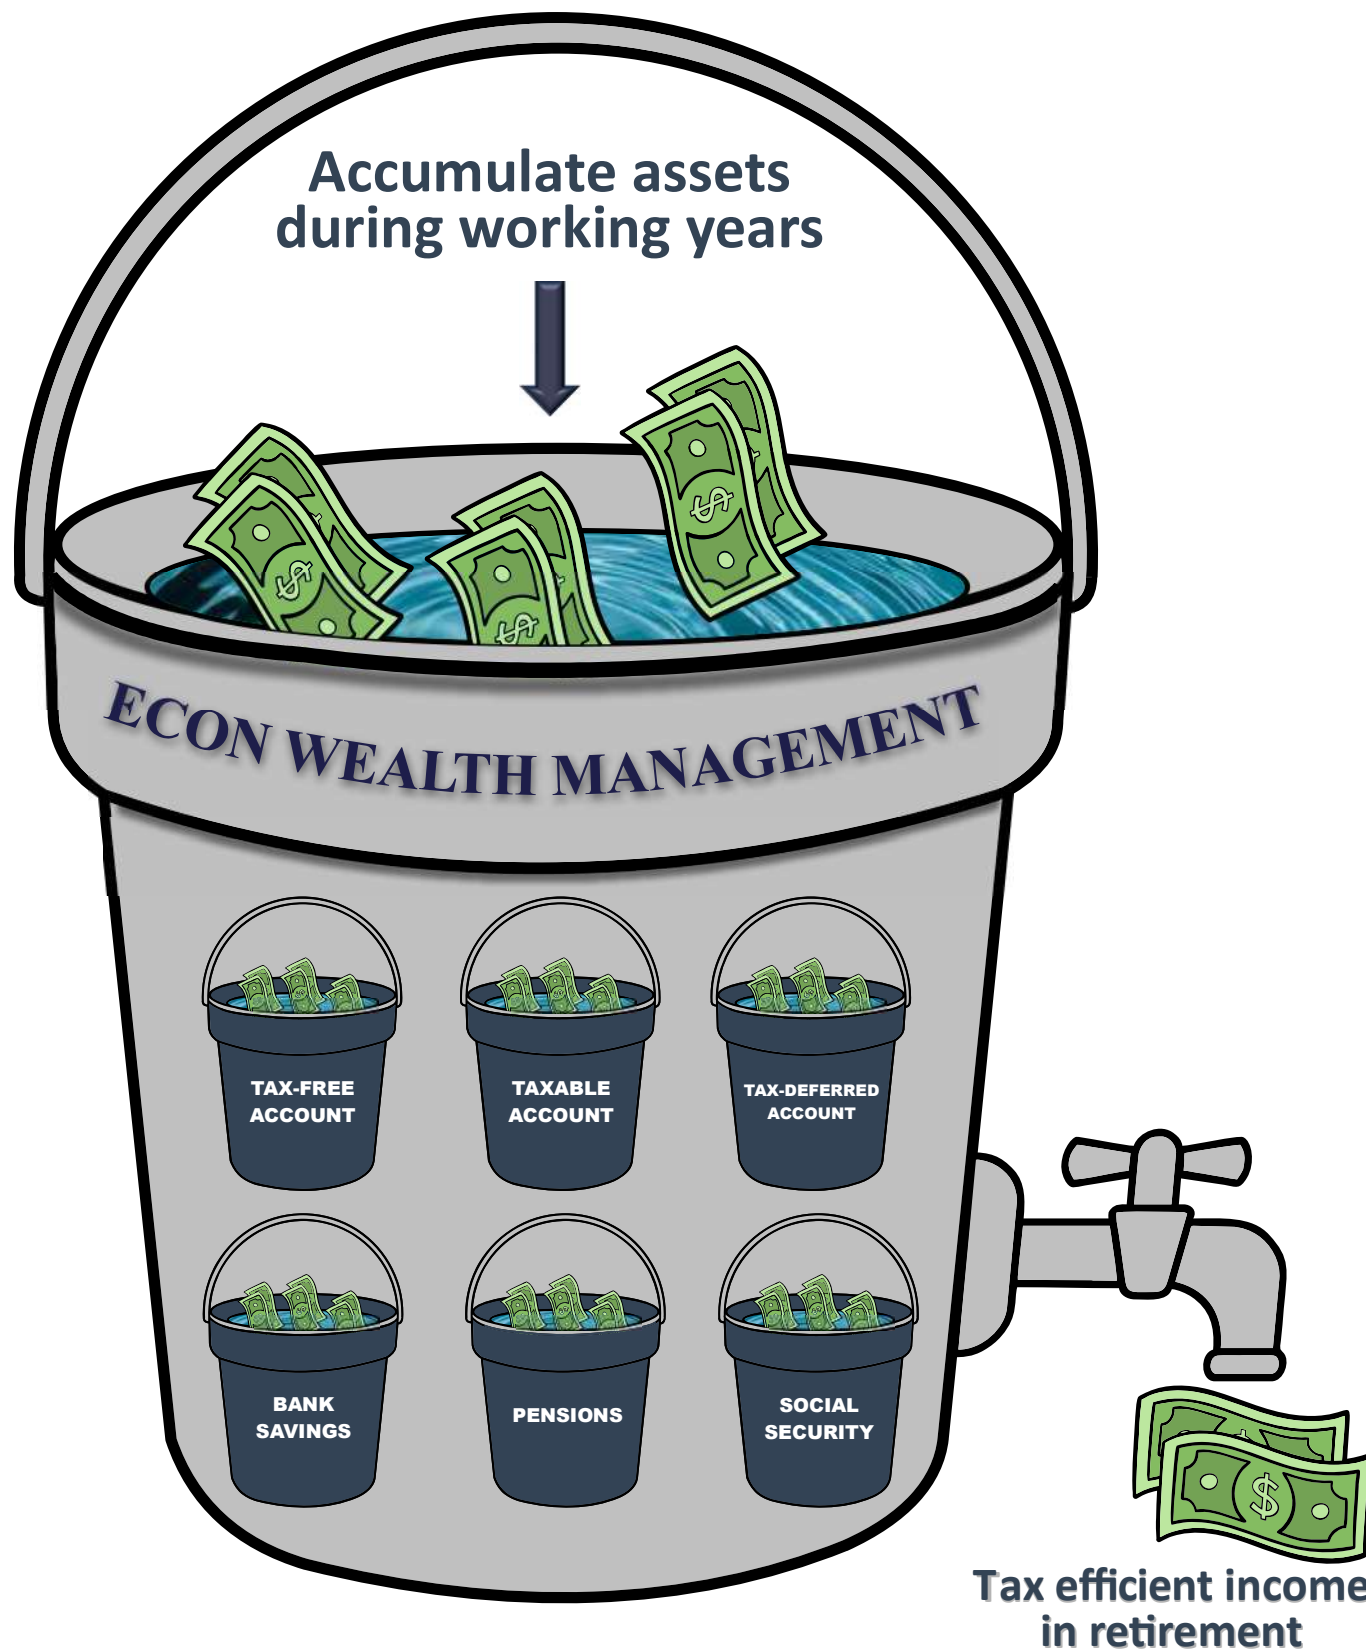 Accumulate assets
during working years
ECON WEALTH MANAGEMENT
TAX-FREE
ACCOUNT
TAXABLE
ACCOUNT
TAX-DEFERRED
ACCOUNT
BANK
SAVINGS
PENSIONS
SOCIAL
SECURITY
Tax efficient income
in retirement